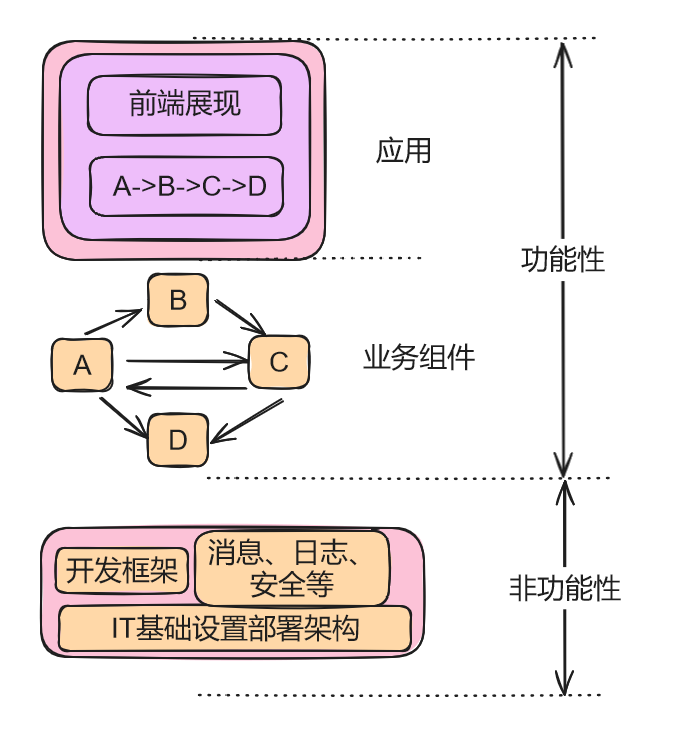 前端展现
A->B->C->D
应用
功能性
B
A
C
业务组件
D
开发框架
消息、日志、
安全等
IT基础设置部署架构
非功能性